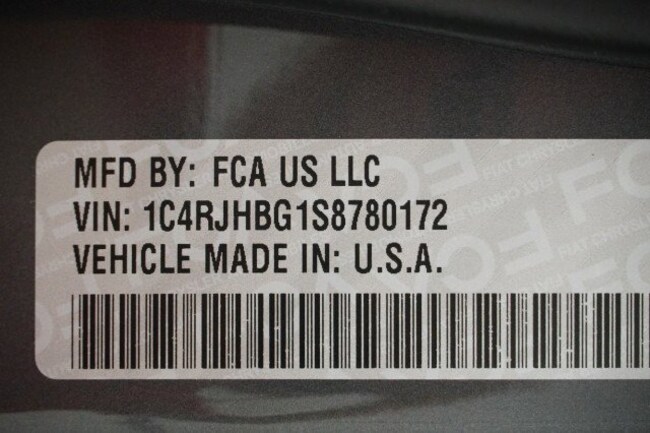 MFD BY: FCA US LLC
VIN: 1C4RJHBG1S8780172
VEHICLE MADE IN: U.S.A.